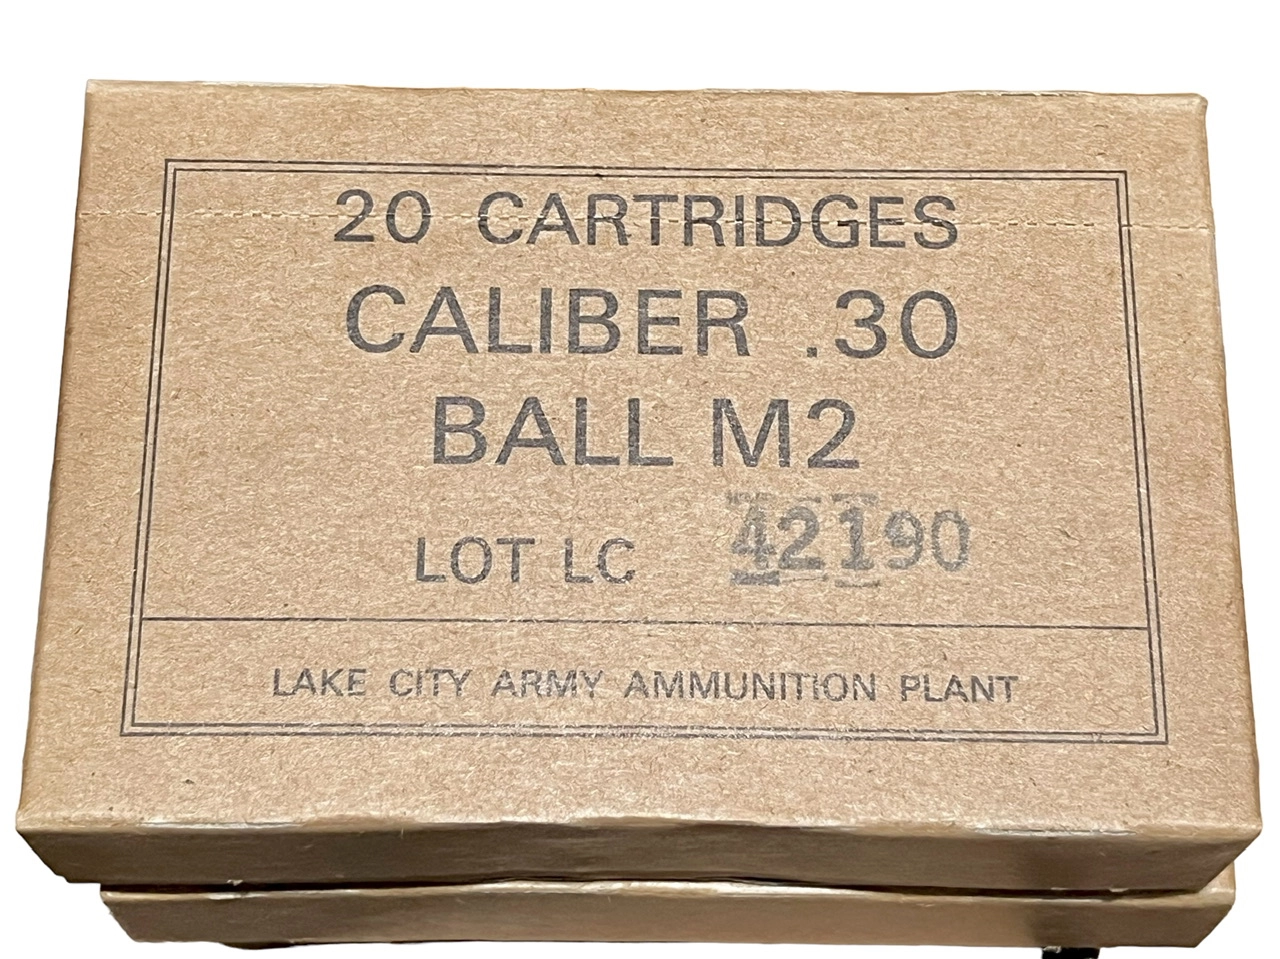 20 CARTRIDGES
CALIBER .30
BALL M2
LOT LC 42190
LAKE CITY ARMY AMMUNITION PLANT